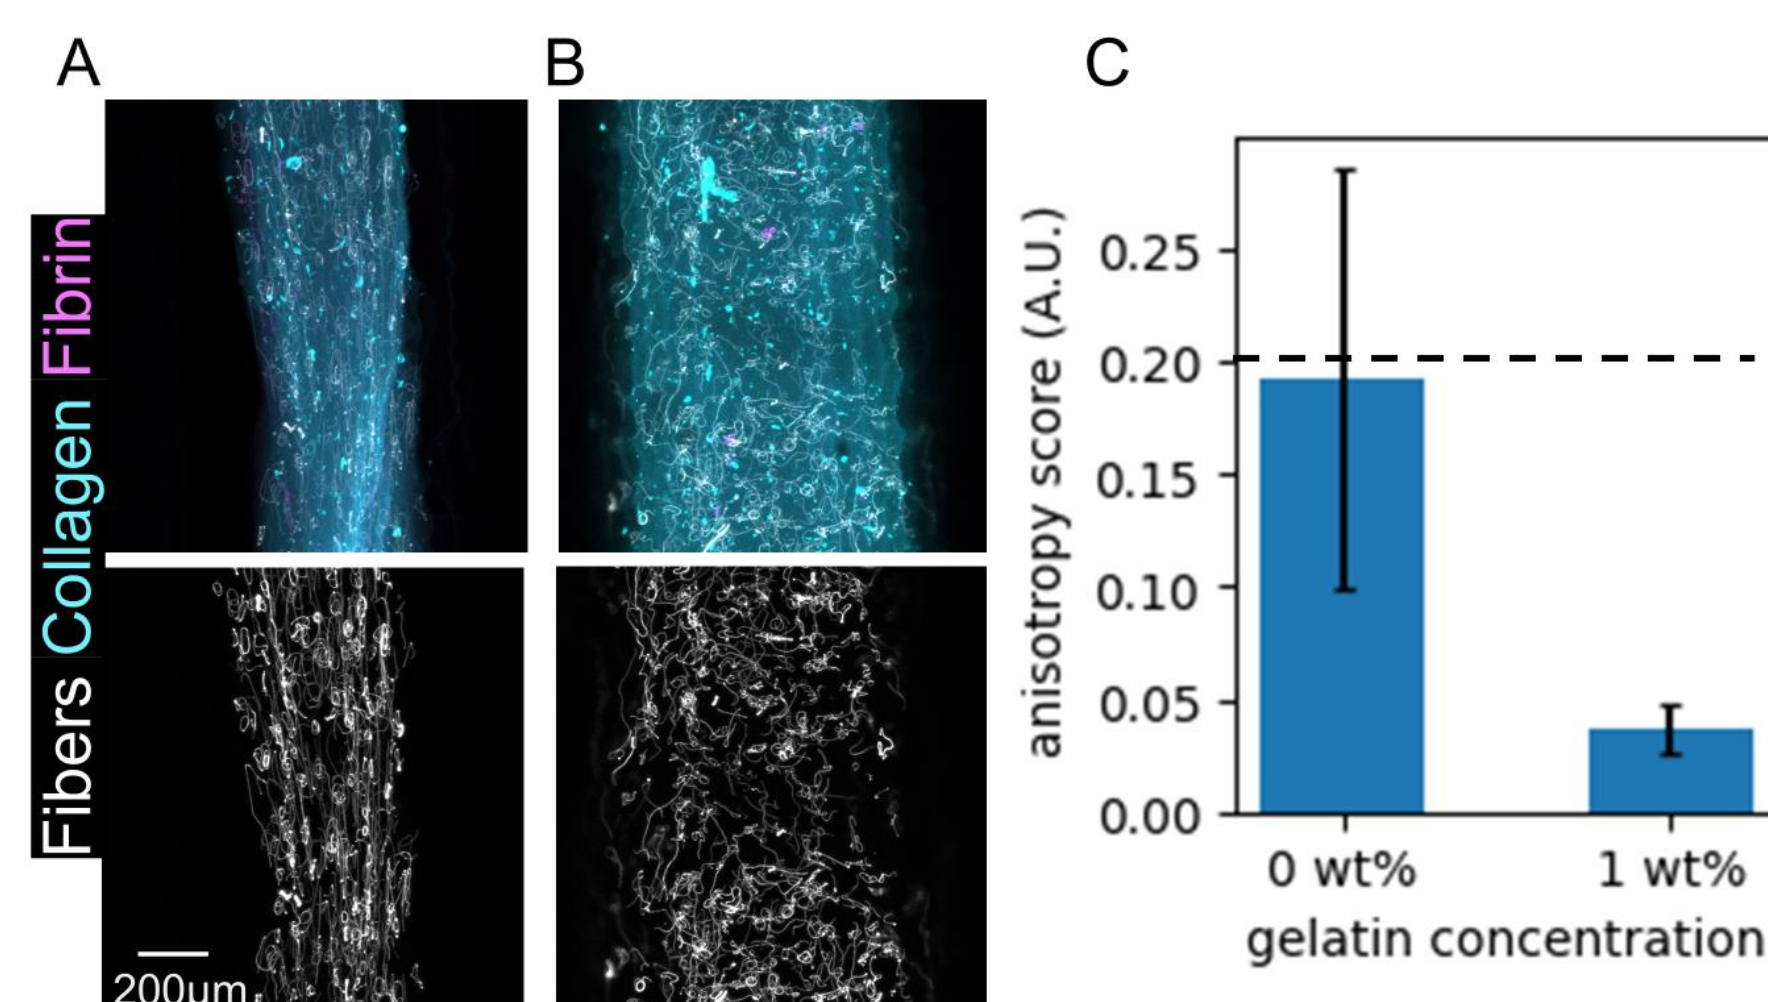 A
B
C
Fibers Collagen Fibrin
200um
anisotropy score (A.U.)
0.25
0.20
0.15
0.10
0.05
0.00
0 wt%
1 wt%
gelatin concentration